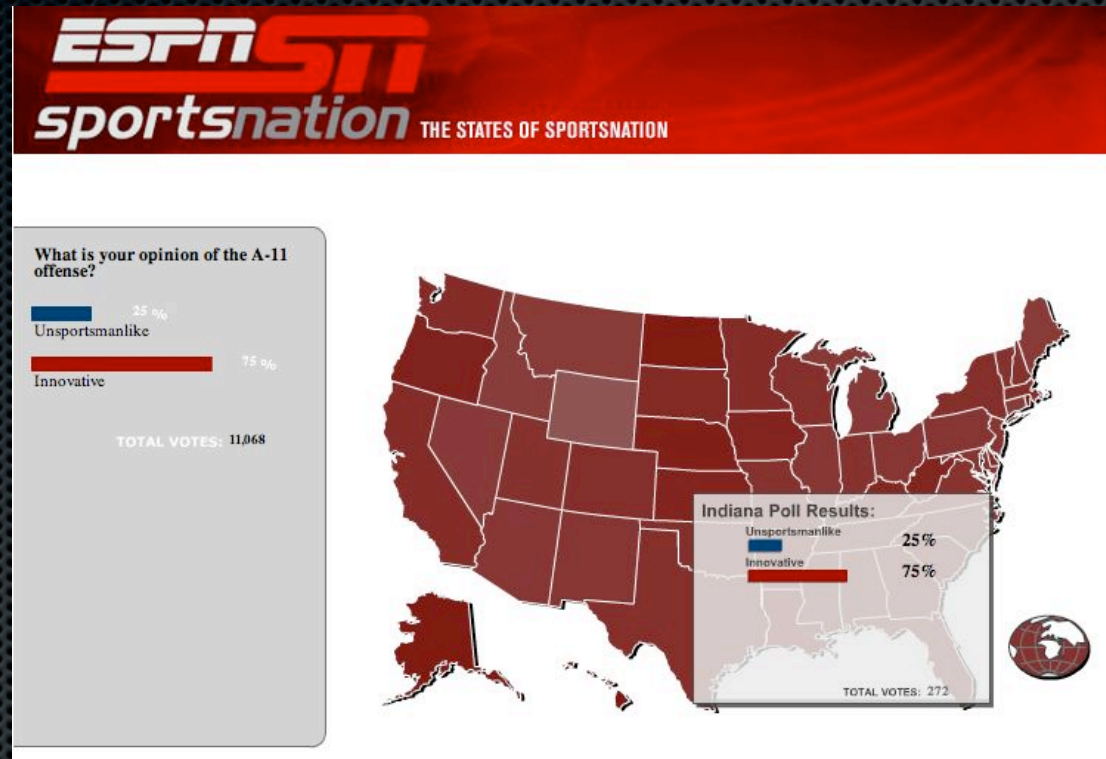 ESPN SN
sportsnation THE STATES OF SPORTSNATION
What is your opinion of the A-11
offense?
25 %
Unsportsmanlike
75 %
Innovative
TOTAL VOTES: 11,068
Indiana Poll Results:
Unsportsmanlike
25%
Innovative
75%
TOTAL VOTES: 272